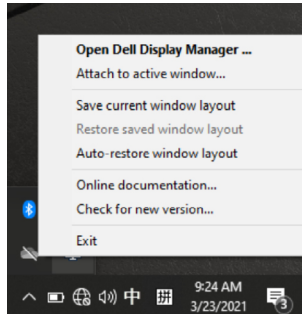 Open Dell Display Manager ...
Attach to active window...
Save current window layout
Restore saved window layout
Auto-restore window layout
Online documentation...
Check for new version...
Exit
中 拼 9:24 AM
3/23/2021
3